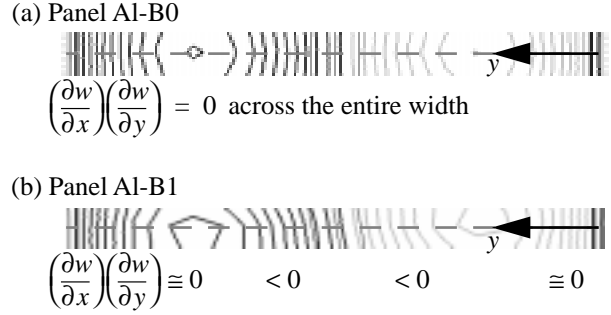 (a) Panel Al-B0
y
(∂w/∂x)(∂w/∂y) = 0 across the entire width
(b) Panel Al-B1
y
(∂w/∂x)(∂w/∂y) ≅ 0 < 0 < 0 ≅ 0